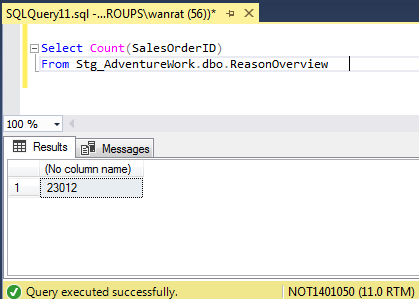 SQLQuery11.sql -...ROUPS\wanrat (56))*
Select Count(SalesOrderID)
From Stg_AdventureWork.dbo.ReasonOverview
100 %
Results Messages
(No column name)
1 23012
Query executed successfully. NOT1401050 (11.0 RTM)